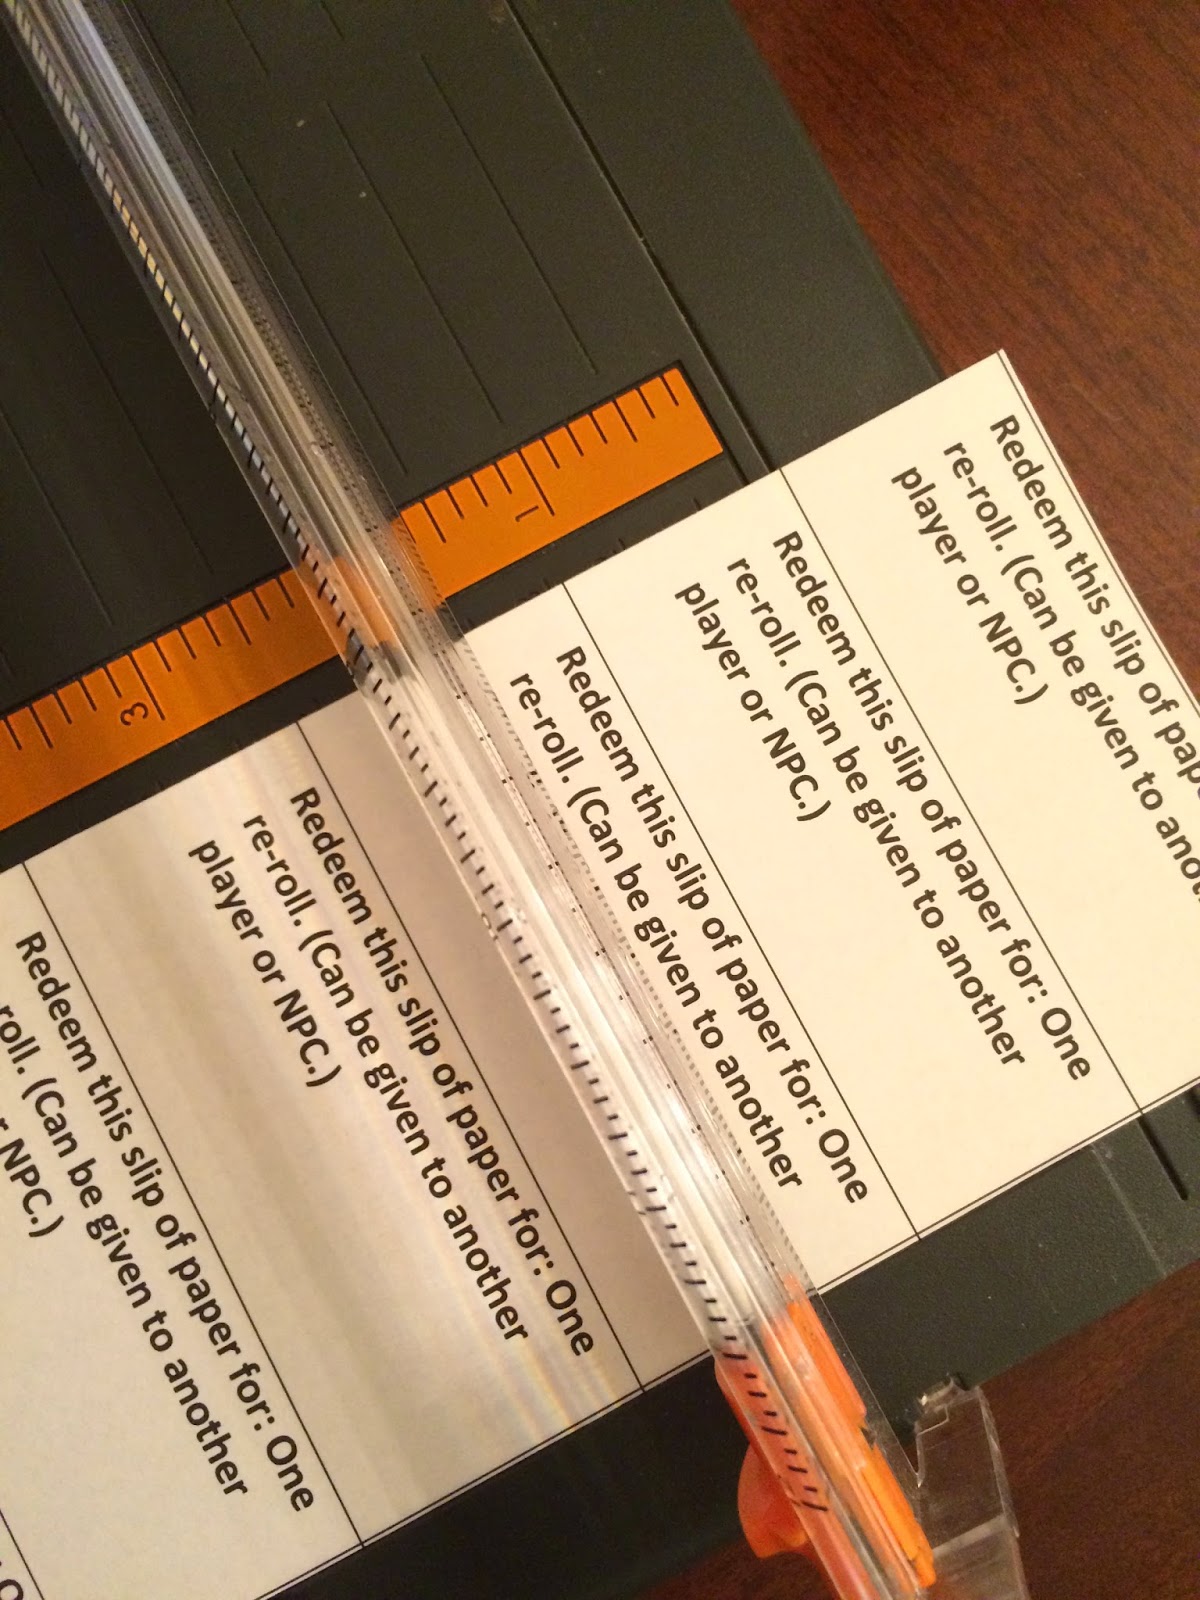 Redeem this slip of
re-roll. (Can be given to
player or NPC.)
Redeem this slip of paper for: One
re-roll. (Can be given to another
player or NPC.)
Redeem this slip of paper for: One
re-roll. (Can be given to another
Redeem this slip of paper for: One
re-roll. (Can be given to another
player or NPC.)
Redeem this slip of paper for: One
roll. (Can be given to another
NPC.)
1
3